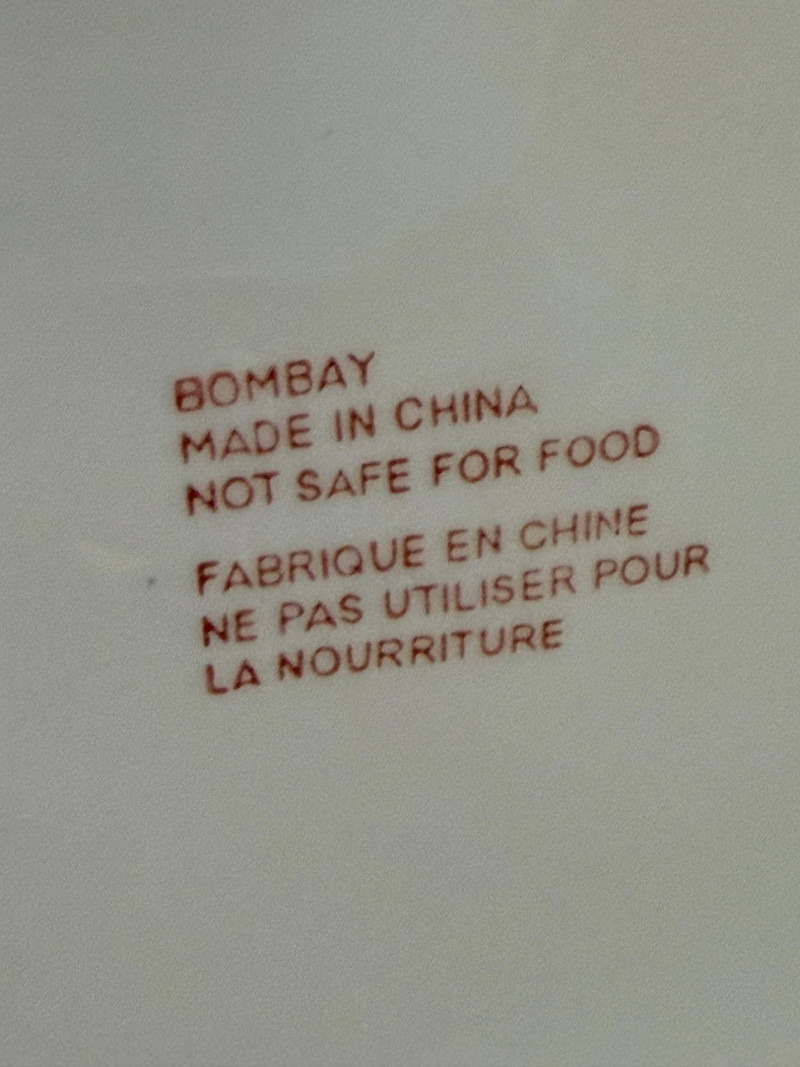 BOMBAY
MADE IN CHINA
NOT SAFE FOR FOOD
FABRIQUE EN CHINE
NE PAS UTILISER POUR
LA NOURRITURE